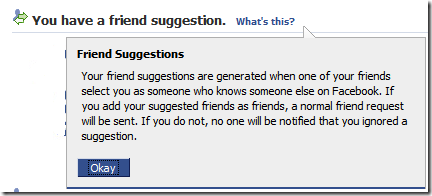 You have a friend suggestion. What's this?
Friend Suggestions
Your friend suggestions are generated when one of your friends
select you as someone who knows someone else on Facebook. If
you add your suggested friends as friends, a normal friend request
will be sent. If you do not, no one will be notified that you ignored a
suggestion.
Okay